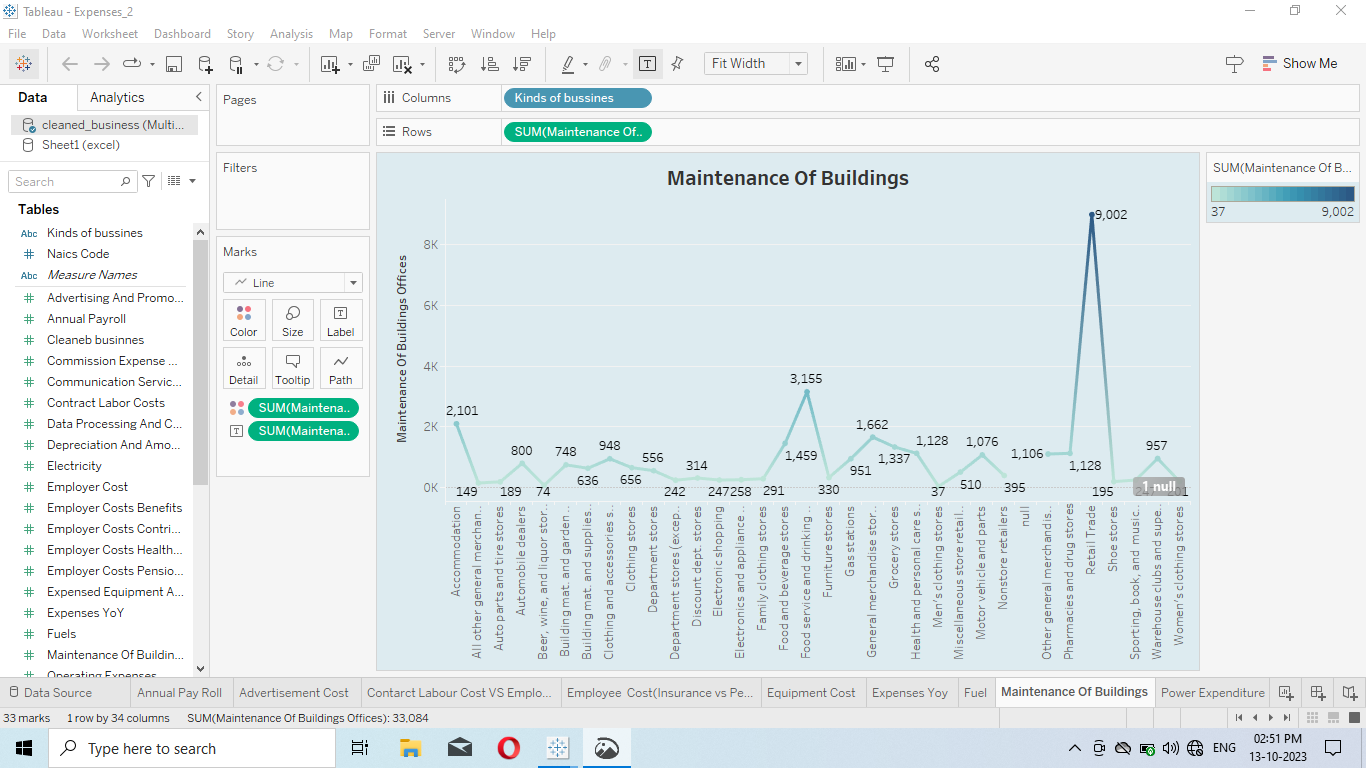 Tableau - Expenses_2
File Data Worksheet Dashboard Story Analysis Map Format Server Window Help
Fit Width
Show Me
Data Analytics
cleaned_business (Multi...
Sheet1 (excel)
Search
Tables
Abc Kinds of bussines
# Naics Code
Abc Measure Names
# Advertising And Promo...
# Annual Payroll
# Cleaneb businnes
# Commission Expense ...
# Communication Servic...
# Contract Labor Costs
# Data Processing And C...
# Depreciation And Amo...
# Electricity
# Employer Cost
# Employer Costs Benefits
# Employer Costs Contri...
# Employer Costs Health...
# Employer Costs Pensio...
# Expensed Equipment A...
# Expenses YoY
# Fuels
# Maintenance Of Buildin...
# Operating Expenses
Pages
Filters
Marks
Line
Color Size Label
Detail Tooltip Path
SUM(Maintena..
SUM(Maintena..
Columns Kinds of bussines
Rows SUM(Maintenance Of..
Maintenance Of Buildings
Maintenance Of Buildings Offices
8K
6K
4K
2K
0K
2,101
149
189
800
74
748
636
948
656
556
242
314
247
258
291
1,459
3,155
330
951
1,662
1,337
1,128
37
510
1,076
395
1,106
1,128
9,002
195
957
201
1 null
Accommodation
All other general merchan..
Auto parts and tire stores
Automobile dealers
Beer, wine, and liquor stor..
Building mat. and garden ..
Building mat. and supplies..
Clothing and accessories s..
Clothing stores
Department stores
Department stores (excep..
Discount dept. stores
Electronic shopping
Electronics and appliance ..
Family clothing stores
Food and beverage stores
Food service and drinking ..
Furniture stores
Gas stations
General merchandise stor..
Grocery stores
Health and personal care s..
Men's clothing stores
Miscellaneous store retail..
Motor vehicle and parts
Nonstore retailers
null
Other general merchandis..
Pharmacies and drug stores
Retail Trade
Shoe stores
Sporting, book, and music..
Warehouse clubs and supe..
Women's clothing stores
SUM(Maintenance Of B...
37 9,002
Data Source Annual Pay Roll Advertisement Cost Contarct Labour Cost VS Emplo... Employee Cost(Insurance vs Pe... Equipment Cost Expenses Yoy Fuel Maintenance Of Buildings Power Expenditure
33 marks 1 row by 34 columns SUM(Maintenance Of Buildings Offices): 33,084
Type here to search
ENG
02:51 PM
13-10-2023